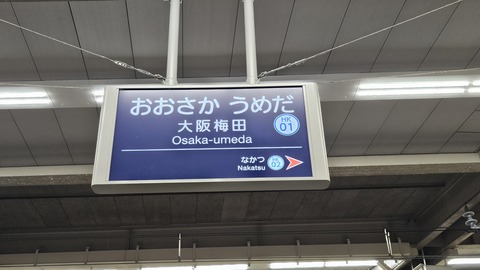 おおさか うめだ
大阪梅田
HK
01
Osaka-umeda
なかつ
HK
02
Nakatsu